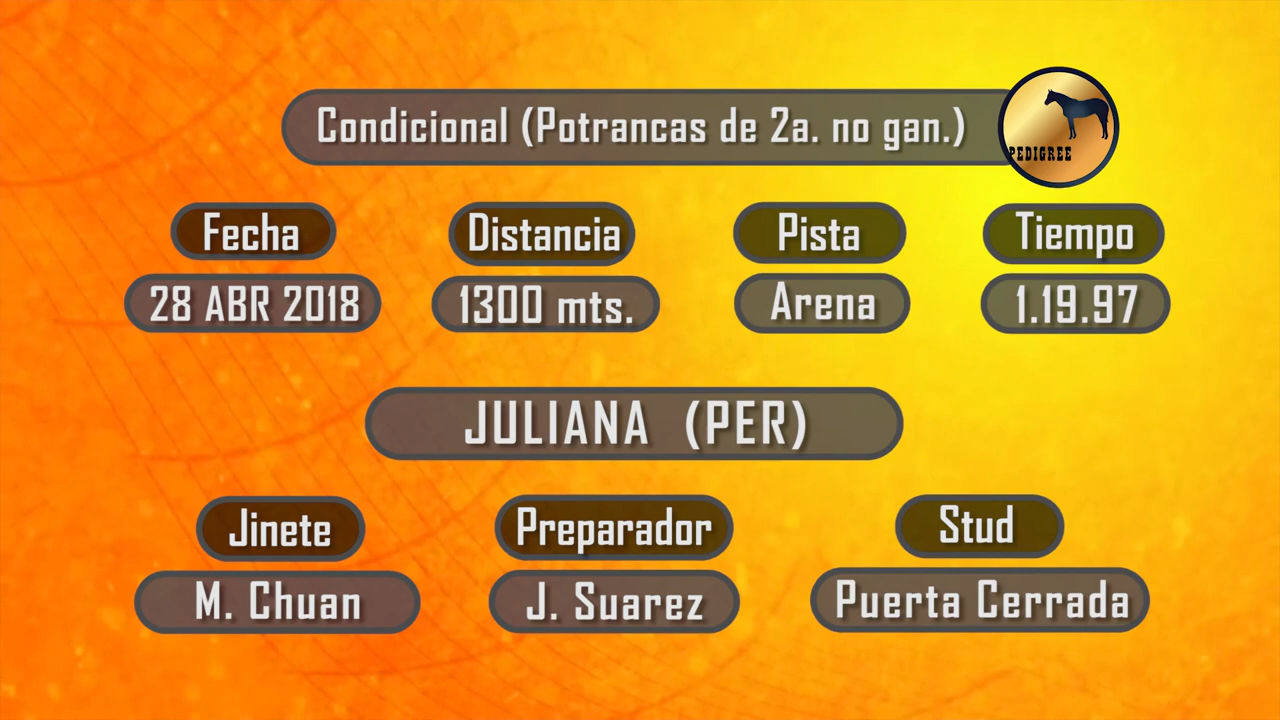 Condicional (Potrancas de 2a. no gan.)
PEDIGREE
Fecha Distancia Pista Tiempo
28 ABR 2018 1300 mts. Arena 1.19.97
JULIANA (PER)
Jinete Preparador Stud
M. Chuan J. Suarez Puerta Cerrada